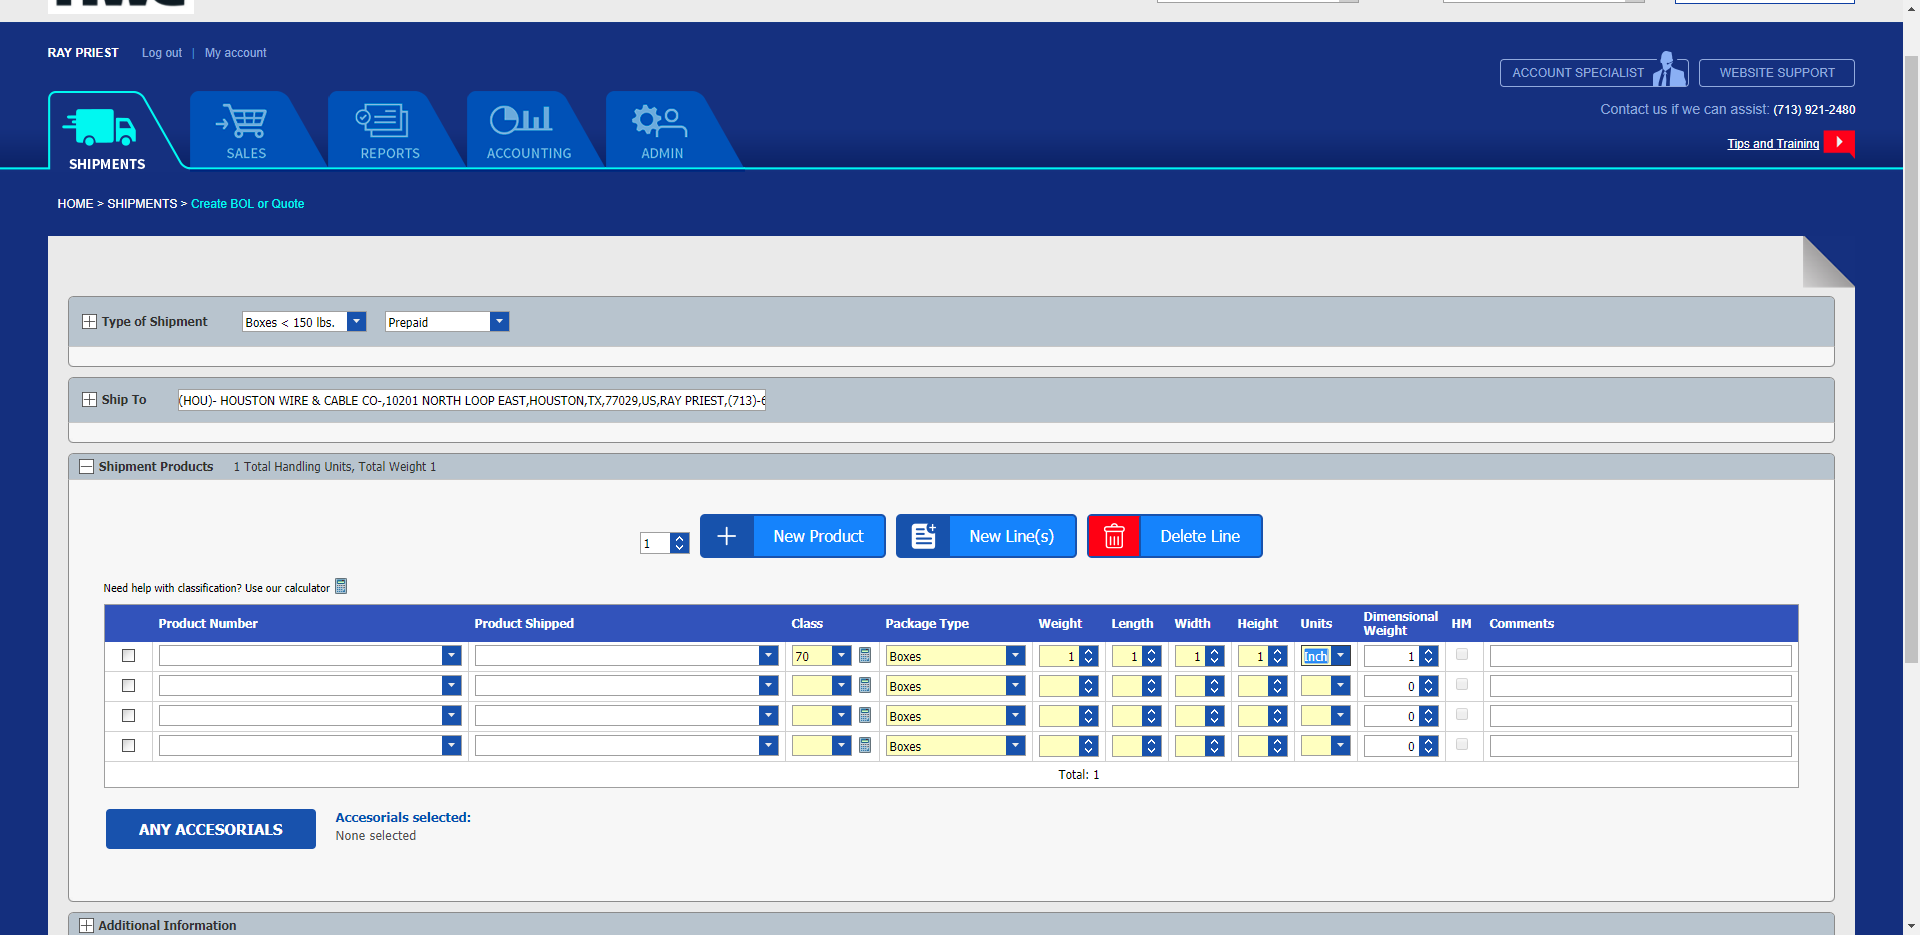 RAY PRIEST Log out | My account
ACCOUNT SPECIALIST WEBSITE SUPPORT
Contact us if we can assist: (713) 921-2480
Tips and Training
SHIPMENTS SALES REPORTS ACCOUNTING ADMIN
HOME > SHIPMENTS > Create BOL or Quote
Type of Shipment Boxes < 150 lbs. Prepaid
Ship To (HOU)- HOUSTON WIRE & CABLE CO-,10201 NORTH LOOP EAST,HOUSTON,TX,77029,US,RAY PRIEST,(713)-6
Shipment Products 1 Total Handling Units, Total Weight 1
1 New Product New Line(s) Delete Line
Need help with classification? Use our calculator
Product Number Product Shipped Class Package Type Weight Length Width Height Units Dimensional Weight HM Comments
70 Boxes 1 1 1 1 Inch 1
Boxes 0
Boxes 0
Boxes 0
Total: 1
ANY ACCESORIALS
Accesorials selected:
None selected
Additional Information